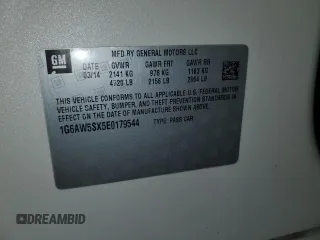 GM
MFD BY GENERAL MOTORS LLC
DATE GVWR GAWR FRT GAWR RR
03/14 2141 KG 978 KG 1163 KG
4720 LB 2156 LB 2564 LB
THIS VEHICLE CONFORMS TO ALL APPLICABLE U.S. FEDERAL MOTOR
VEHICLE SAFETY, BUMPER, AND THEFT PREVENTION STANDARDS IN
EFFECT ON THE DATE OF MANUFACTURE SHOWN ABOVE.
1G6AW5SX5E0179544 TYPE: PASS CAR
DREAMBID